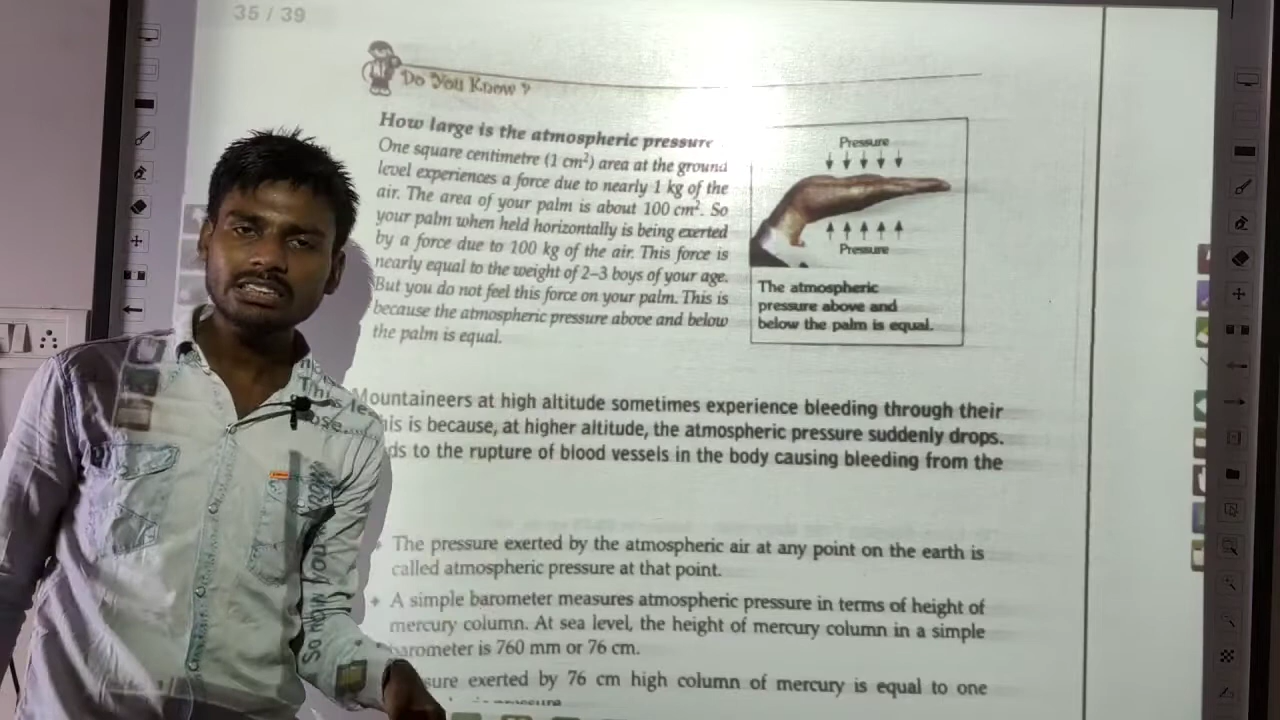 35 / 39
Do You Know ?
How large is the atmospheric pressure
One square centimetre (1 cm²) area at the ground
level experiences a force due to nearly 1 kg of the
air. The area of your palm is about 100 cm². So
your palm when held horizontally is being exerted
by a force due to 100 kg of the air. This force is
nearly equal to the weight of 2–3 boys of your age.
But you do not feel this force on your palm. This is
because the atmospheric pressure above and below
the palm is equal.
Pressure
Pressure
The atmospheric
pressure above and
below the palm is equal.
Mountaineers at high altitude sometimes experience bleeding through their
his is because, at higher altitude, the atmospheric pressure suddenly drops.
ds to the rupture of blood vessels in the body causing bleeding from the
The pressure exerted by the atmospheric air at any point on the earth is
called atmospheric pressure at that point.
A simple barometer measures atmospheric pressure in terms of height of
mercury column. At sea level, the height of mercury column in a simple
barometer is 760 mm or 76 cm.
sure exerted by 76 cm high column of mercury is equal to one